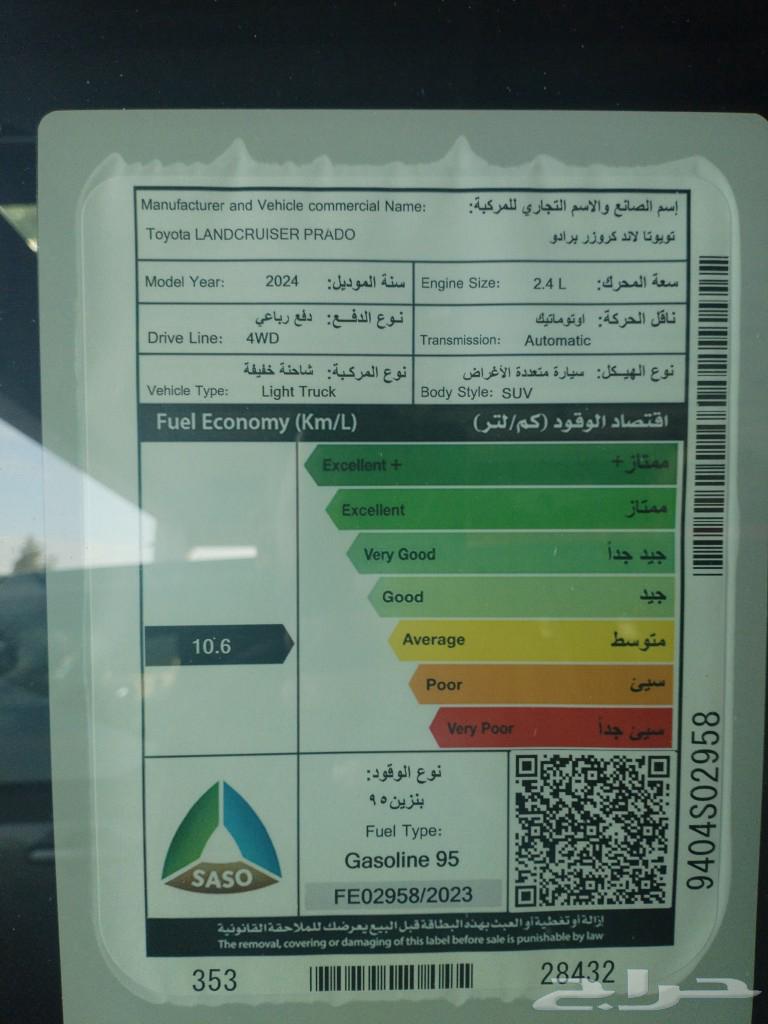 Manufacturer and Vehicle commercial Name: إسم الصانع والاسم التجاري للمركبة:
Toyota LANDCRUISER PRADO تويوتا لاند كروزر برادو
Model Year: 2024 سنة الموديل:
Engine Size: 2.4 L سعة المحرك:
نوع الدفع: دفع رباعي
Drive Line: 4WD
ناقل الحركة: اوتوماتيك
Transmission: Automatic
نوع المركبة: شاحنة خفيفة
Vehicle Type: Light Truck
نوع الهيكل: سيارة متعددة الأغراض
Body Style: SUV
Fuel Economy (Km/L) اقتصاد الوقود (كم/لتر)
Excellent + ممتاز+
Excellent ممتاز
Very Good جيد جداً
Good جيد
10.6
Average متوسط
Poor سيئ
Very Poor سيئ جداً
SASO
نوع الوقود:
بنزين ٩٥
Fuel Type:
Gasoline 95
FE02958/2023
9404S02958
إزالة أو تغطية أو العبث بهذه البطاقة قبل البيع يعرضك للملاحقة القانونية
The removal, covering or damaging of this label before sale is punishable by law
353 28432
حراج